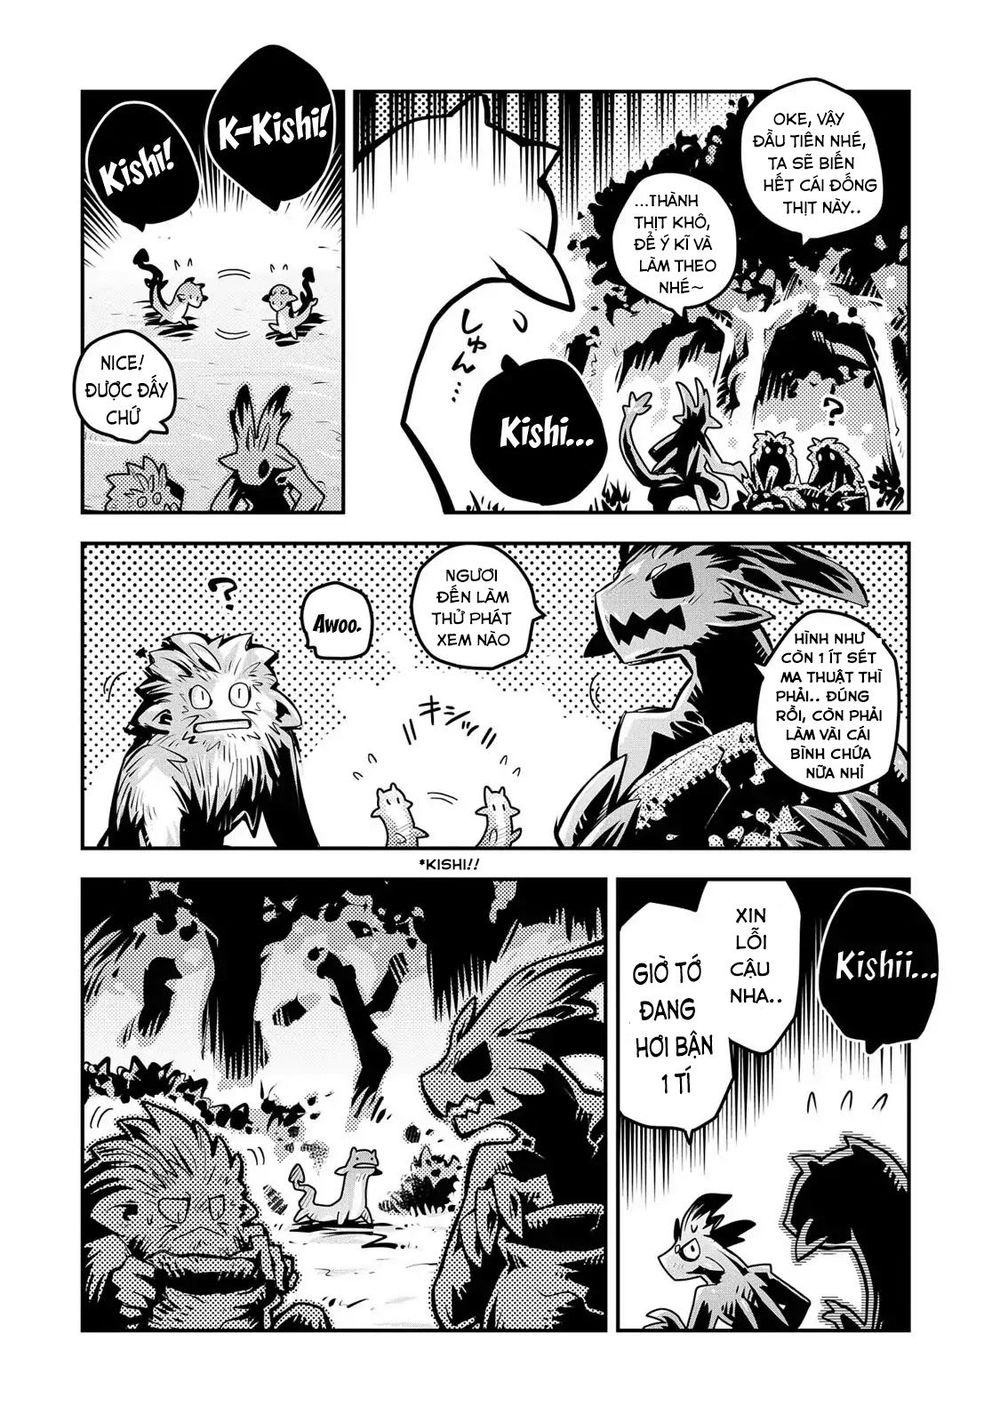 OKE, VẬY
ĐẦU TIÊN NHÉ,
TA SẼ BIẾN
HẾT CÁI ĐỐNG
THỊT NÀY..
...THÀNH
THỊT KHÔ,
ĐỂ Ý KĨ VÀ
LÀM THEO
NHÉ~
?
しゅん…
Kishi...
K-Kishi!
Kishi!
NICE!
ĐƯỢC ĐẤY
CHỨ
HÌNH NHƯ
CÒN 1 ÍT SÉT
MA THUẬT THÌ
PHẢI.. ĐÚNG
RỒI, CÒN PHẢI
LÀM VÀI CÁI
BÌNH CHỨA
NỮA NHỈ
NGƯƠI
ĐẾN LÀM
THỬ PHÁT
XEM NÀO
Awoo.
?
キシッ!!
*KISHI!!
Kishii...
XIN
LỖI
CẬU
NHA..
GIỜ TỚ
ĐANG
HƠI BẬN
1 TÍ